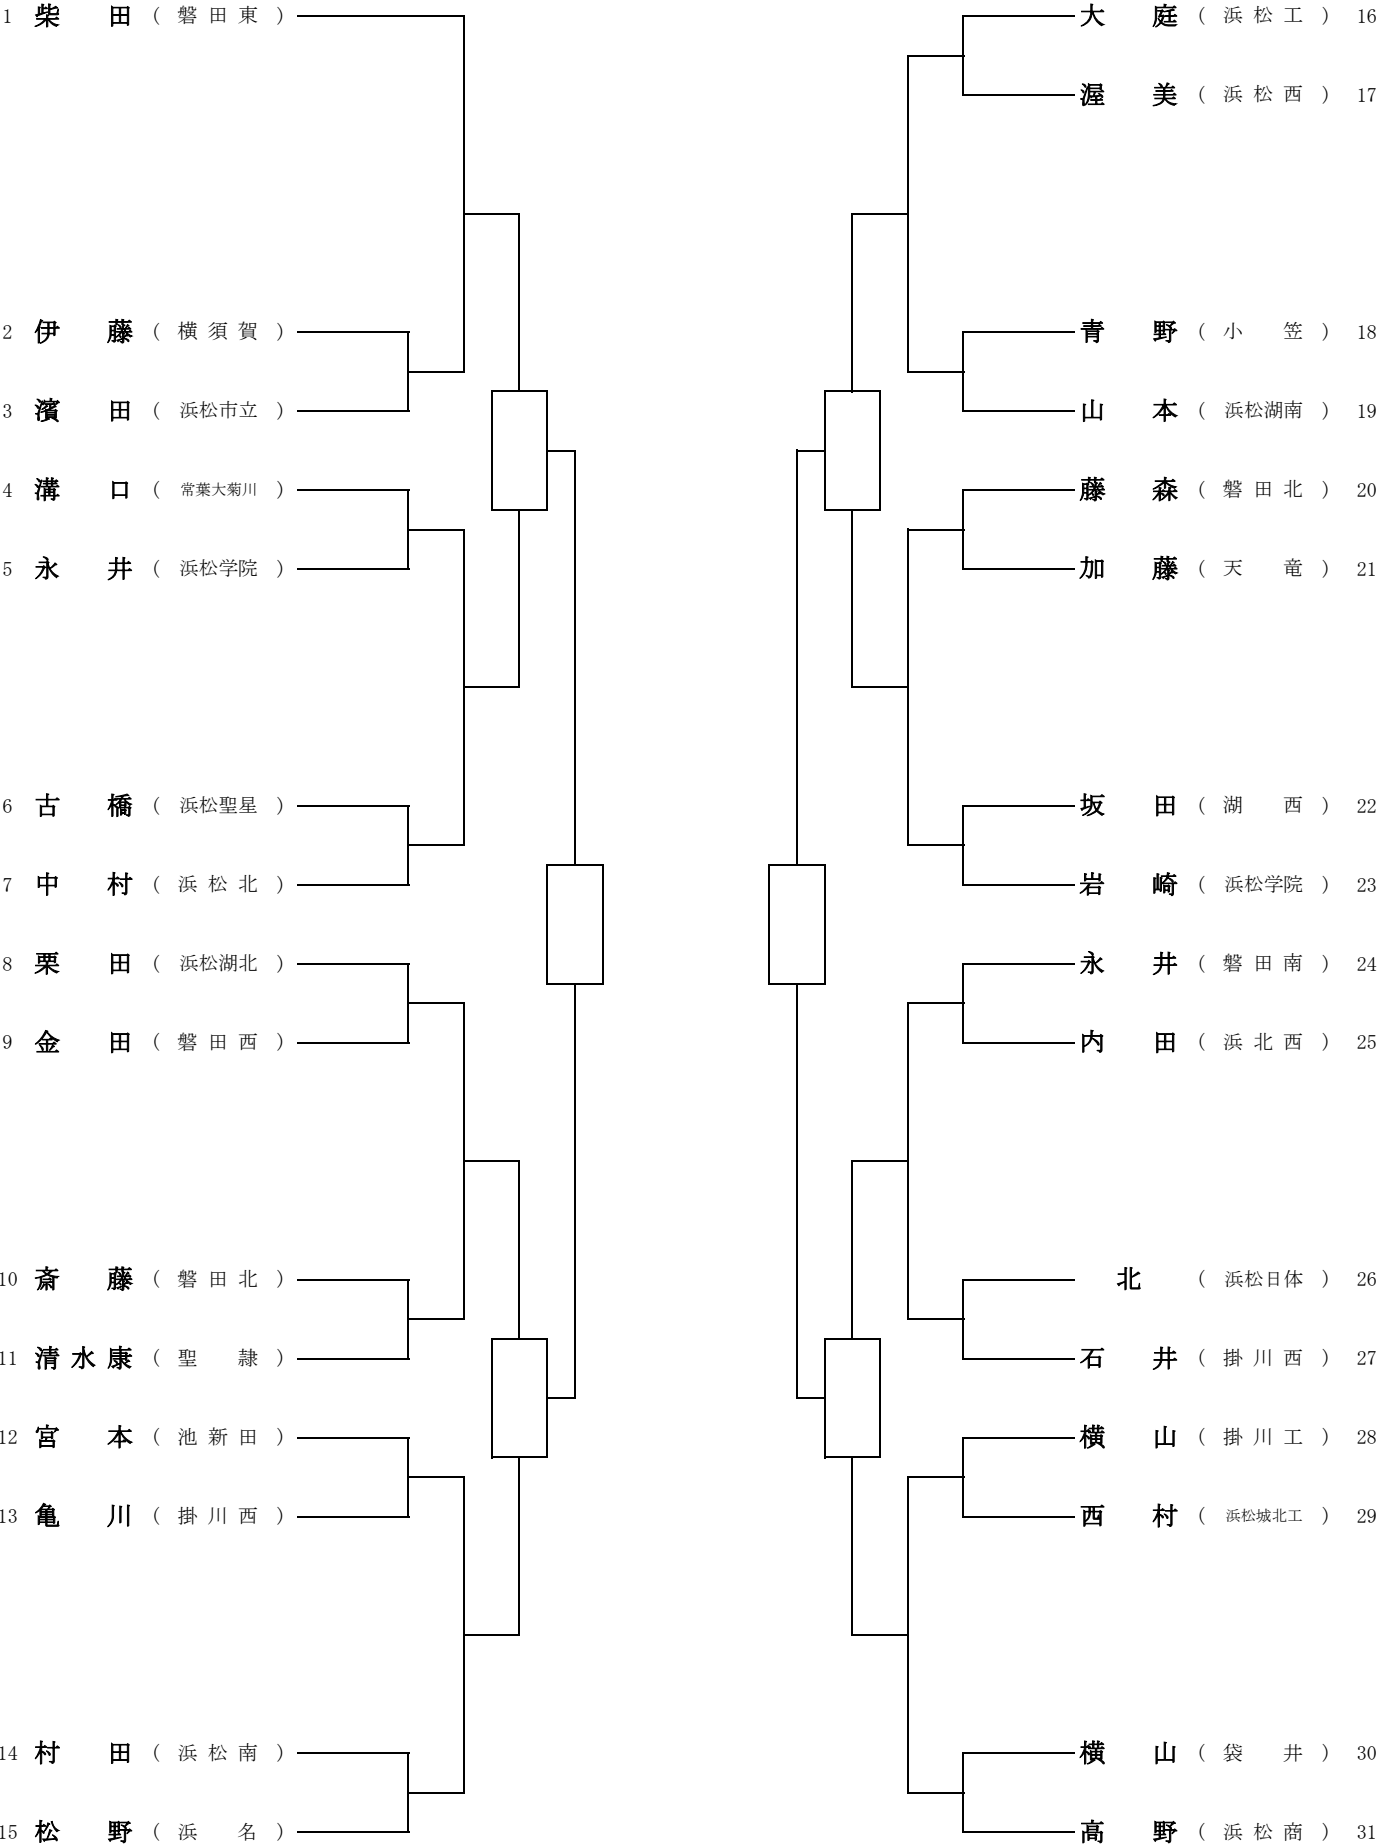 1 柴田 (磐田東)
2 伊藤 (横須賀)
3 濱田 (浜松市立)
4 溝口 (常葉大菊川)
5 永井 (浜松学院)
6 古橋 (浜松聖星)
7 中村 (浜松北)
8 栗田 (浜松湖北)
9 金田 (磐田西)
10 斎藤 (磐田北)
11 清水康 (聖隷)
12 宮本 (池新田)
13 亀川 (掛川西)
14 村田 (浜松南)
15 松野 (浜名)
大庭 (浜松工) 16
渥美 (浜松西) 17
青野 (小笠) 18
山本 (浜松湖南) 19
藤森 (磐田北) 20
加藤 (天竜) 21
坂田 (湖西) 22
岩崎 (浜松学院) 23
永井 (磐田南) 24
内田 (浜北西) 25
北 (浜松日体) 26
石井 (掛川西) 27
横山 (掛川工) 28
西村 (浜松城北工) 29
横山 (袋井) 30
高野 (浜松商) 31